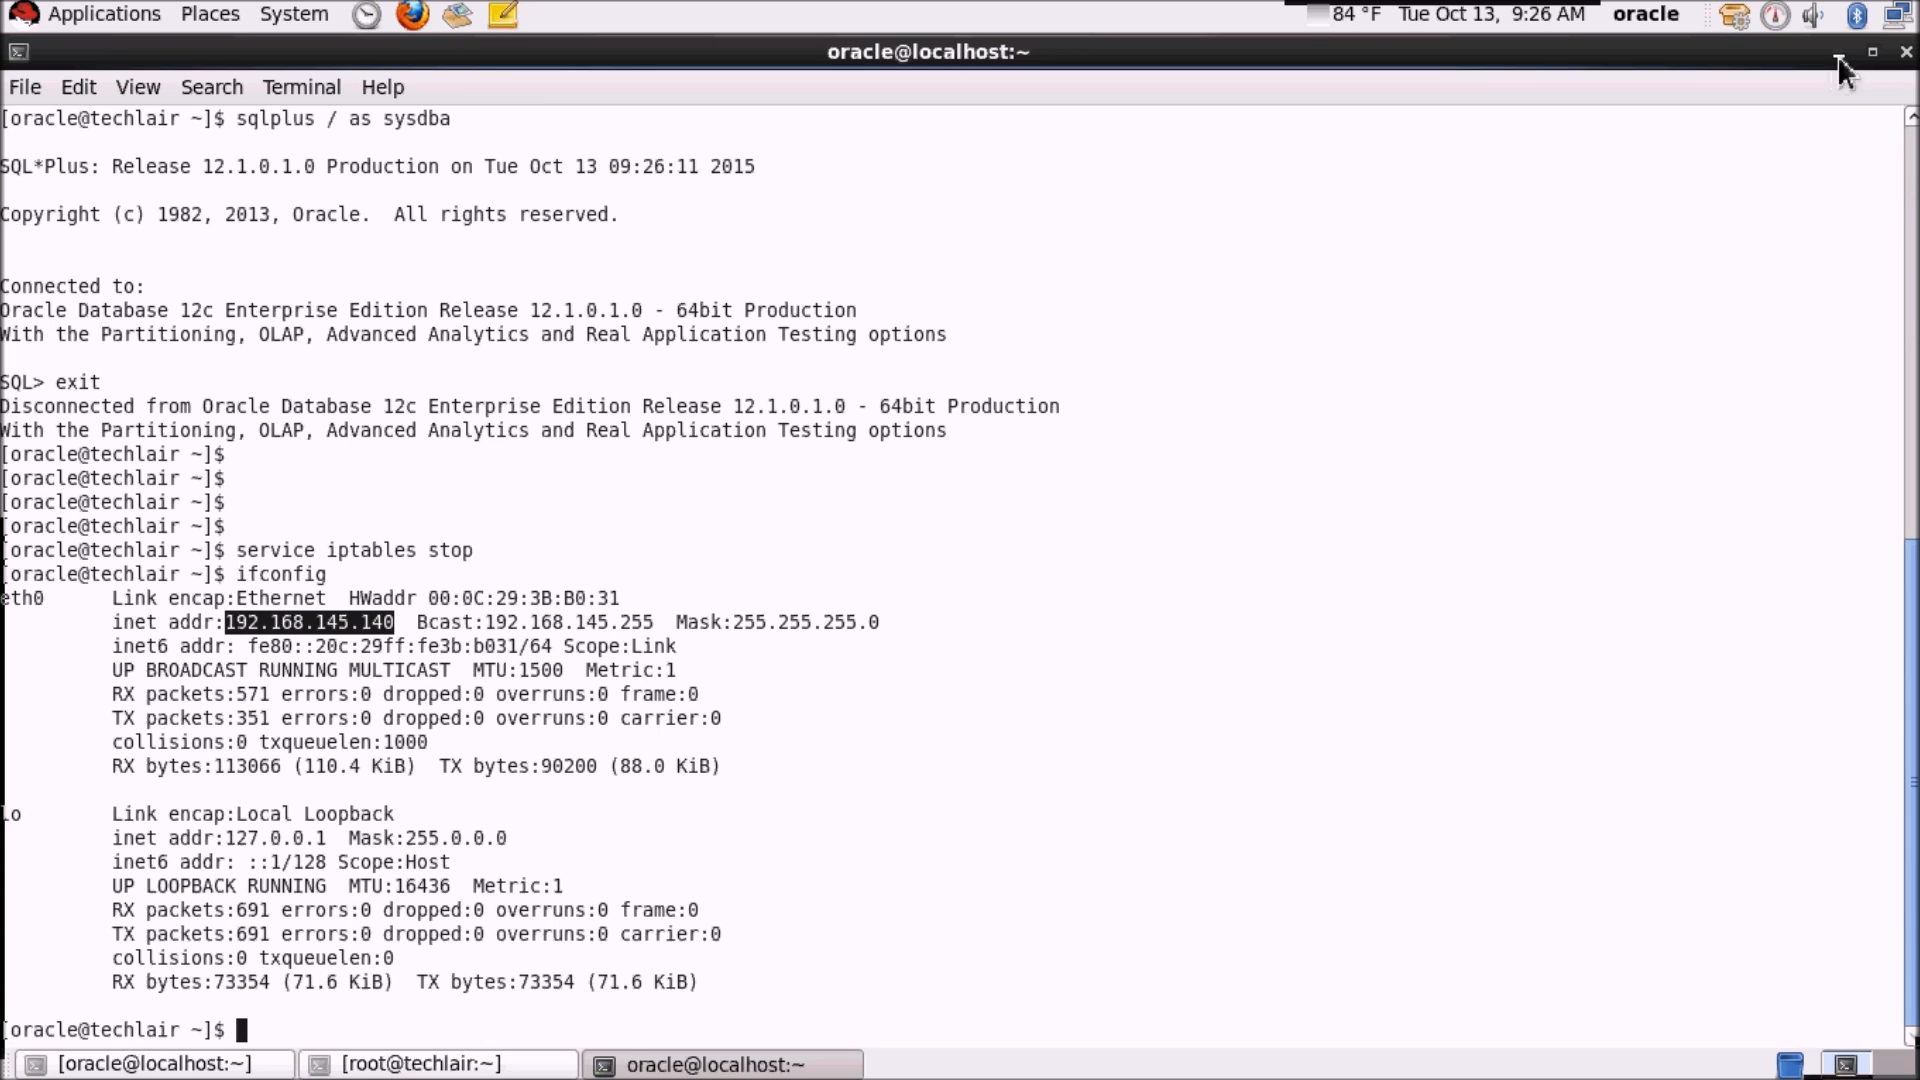 Applications Places System 84 °F Tue Oct 13, 9:26 AM oracle
oracle@localhost:~
File Edit View Search Terminal Help
[oracle@techlair ~]$ sqlplus / as sysdba
SQL*Plus: Release 12.1.0.1.0 Production on Tue Oct 13 09:26:11 2015
Copyright (c) 1982, 2013, Oracle.  All rights reserved.
Connected to:
Oracle Database 12c Enterprise Edition Release 12.1.0.1.0 - 64bit Production
With the Partitioning, OLAP, Advanced Analytics and Real Application Testing options
SQL> exit
Disconnected from Oracle Database 12c Enterprise Edition Release 12.1.0.1.0 - 64bit Production
With the Partitioning, OLAP, Advanced Analytics and Real Application Testing options
[oracle@techlair ~]$
[oracle@techlair ~]$
[oracle@techlair ~]$
[oracle@techlair ~]$
[oracle@techlair ~]$ service iptables stop
[oracle@techlair ~]$ ifconfig
eth0      Link encap:Ethernet  HWaddr 00:0C:29:3B:B0:31
inet addr:192.168.145.140  Bcast:192.168.145.255  Mask:255.255.255.0
inet6 addr: fe80::20c:29ff:fe3b:b031/64 Scope:Link
UP BROADCAST RUNNING MULTICAST  MTU:1500  Metric:1
RX packets:571 errors:0 dropped:0 overruns:0 frame:0
TX packets:351 errors:0 dropped:0 overruns:0 carrier:0
collisions:0 txqueuelen:1000
RX bytes:113066 (110.4 KiB)  TX bytes:90200 (88.0 KiB)
lo        Link encap:Local Loopback
inet addr:127.0.0.1  Mask:255.0.0.0
inet6 addr: ::1/128 Scope:Host
UP LOOPBACK RUNNING  MTU:16436  Metric:1
RX packets:691 errors:0 dropped:0 overruns:0 frame:0
TX packets:691 errors:0 dropped:0 overruns:0 carrier:0
collisions:0 txqueuelen:0
RX bytes:73354 (71.6 KiB)  TX bytes:73354 (71.6 KiB)
[oracle@techlair ~]$
[oracle@localhost:~] [root@techlair:~] oracle@localhost:~